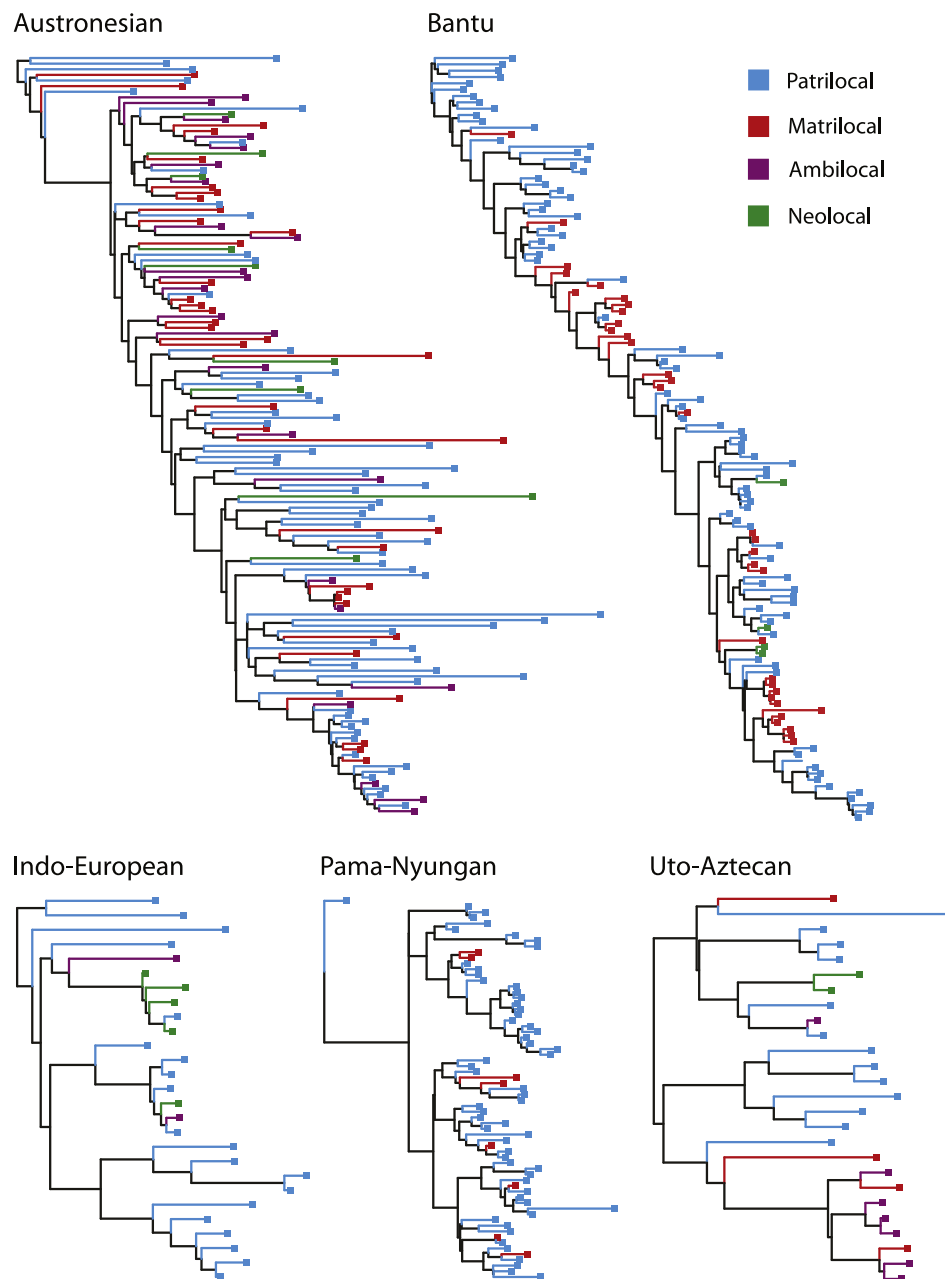 Austronesian
Bantu
Patrilocal
Matrilocal
Ambilocal
Neolocal
Indo-European
Pama-Nyungan
Uto-Aztecan